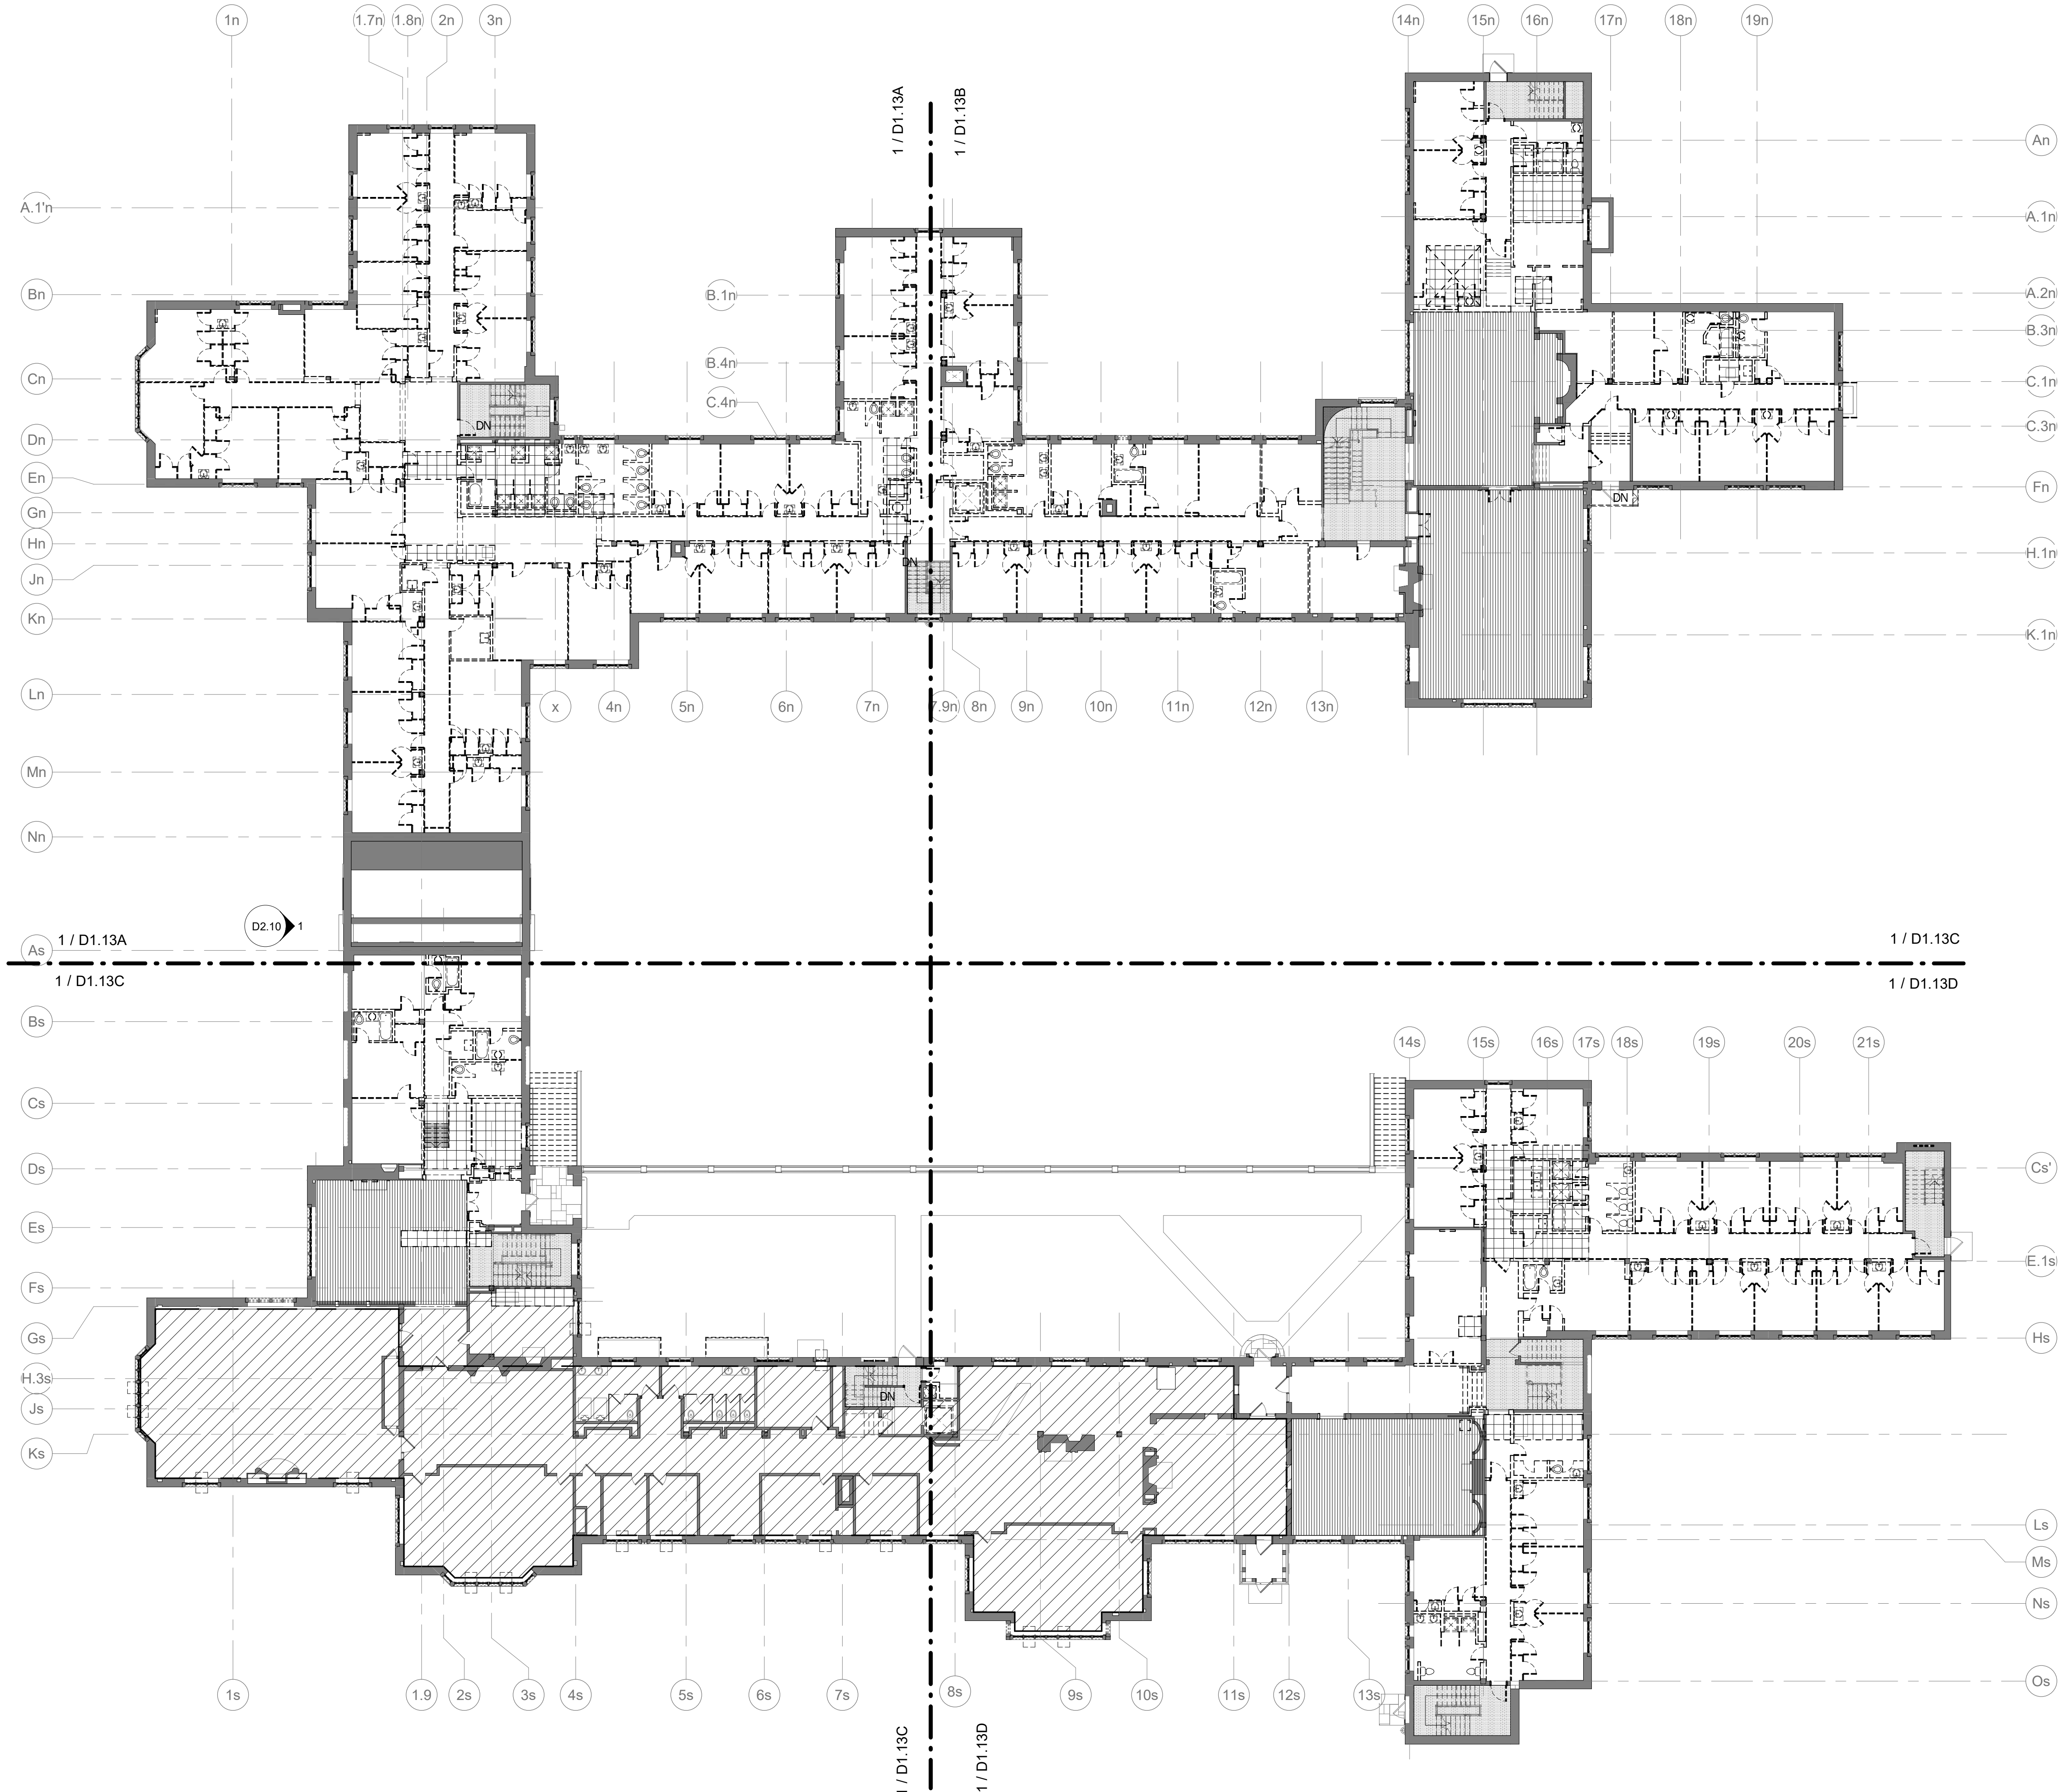 1n
1.7n
1.8n
2n
3n
14n
15n
16n
17n
18n
19n
1 / D1.13A
1 / D1.13B
An
A.1'n
A.1n
Bn
B.1n
A.2n
B.3n
Cn
B.4n
C.1n
C.4n
Dn
DN
C.3n
En
Fn
DN
Gn
Hn
H.1n
DN
Jn
Kn
K.1n
Ln
x
4n
5n
6n
7n
7.9n
8n
9n
10n
11n
12n
13n
Mn
Nn
D2.10
1
As
1 / D1.13A
1 / D1.13C
1 / D1.13C
1 / D1.13D
Bs
14s
15s
16s
17s
18s
19s
20s
21s
Cs
Ds
Cs'
Es
E.1s
Fs
Gs
Hs
H.3s
DN
Js
Ks
Ls
Ms
Ns
Os
1s
1.9
2s
3s
4s
5s
6s
7s
8s
9s
10s
11s
12s
13s
1 / D1.13C
1 / D1.13D